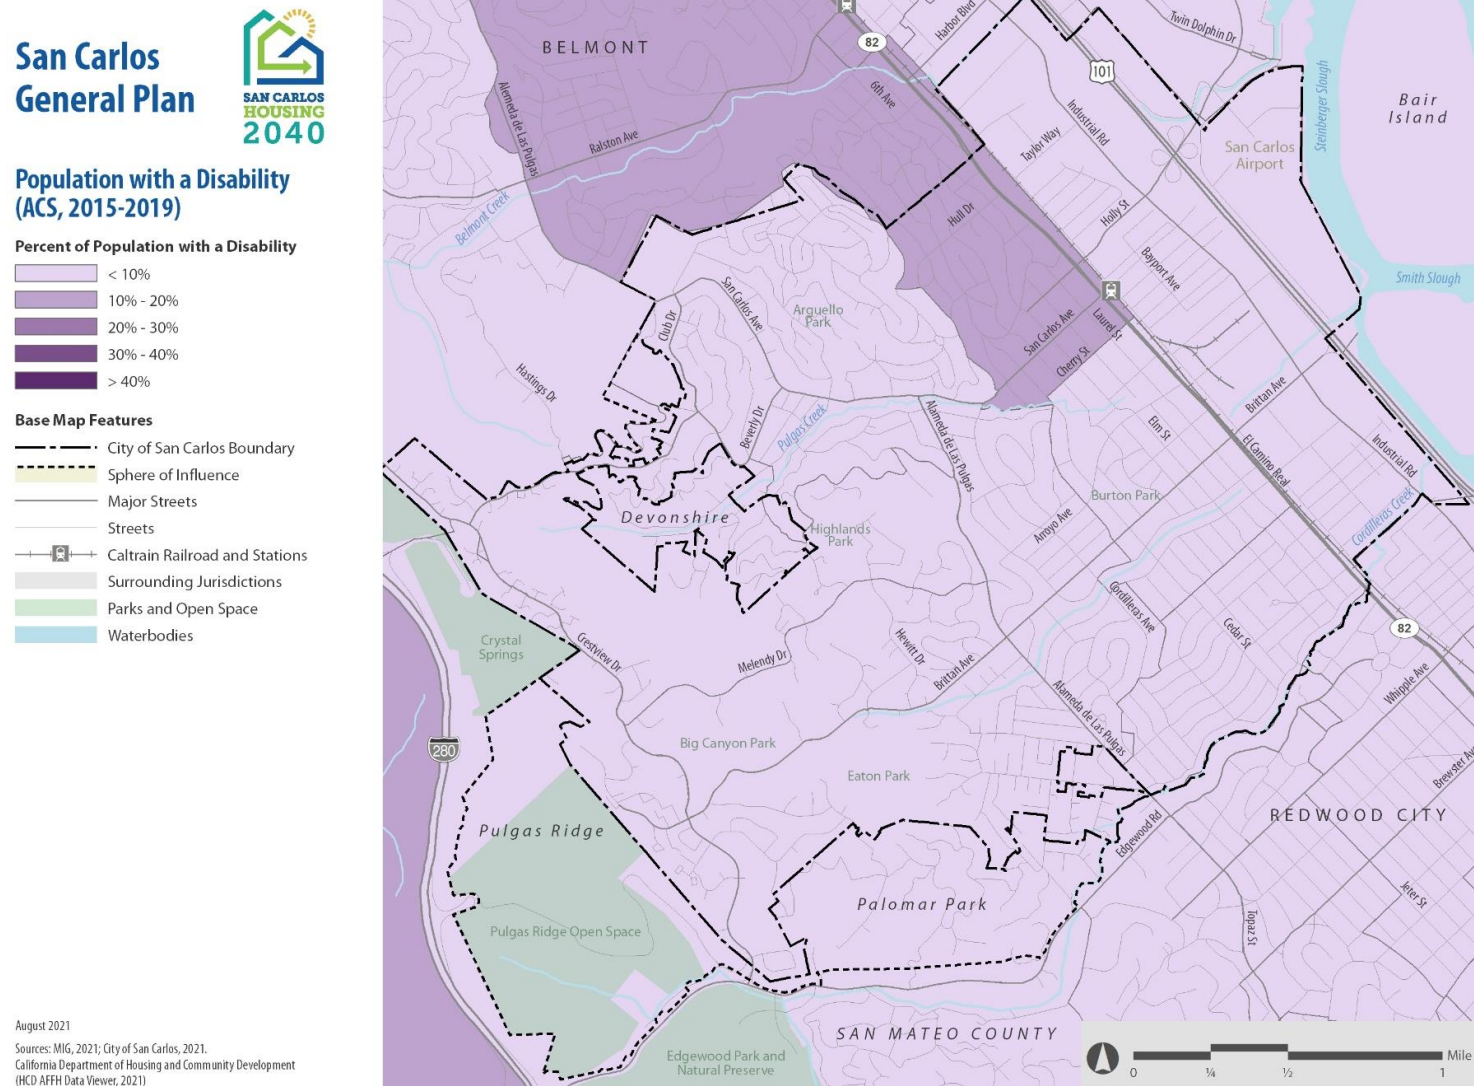 San Carlos
General Plan
SAN CARLOS
HOUSING
2040
Population with a Disability
(ACS, 2015-2019)
Percent of Population with a Disability
< 10%
10% - 20%
20% - 30%
30% - 40%
> 40%
Base Map Features
City of San Carlos Boundary
Sphere of Influence
Major Streets
Streets
Caltrain Railroad and Stations
Surrounding Jurisdictions
Parks and Open Space
Waterbodies
August 2021
Sources: MIG, 2021; City of San Carlos, 2021.
California Department of Housing and Community Development
(HCD AFFH Data Viewer, 2021)
BELMONT
82
Harbor Blvd
Twin Dolphin Dr
101
Steinberger Slough
Bair
Island
Alameda de Las Pulgas
6th Ave
Industrial Rd
Ralston Ave
Taylor Way
San Carlos
Airport
Belmont Creek
Hull Dr
Holly St
Bayport Ave
Smith Slough
San Carlos Ave
Arguello
Park
Club Dr
San Carlos Ave
Laurel St
Cherry St
Hastings Dr
Brittan Ave
Beverly Dr
Pulgas Creek
Alameda de Las Pulgas
Elm St
El Camino Real
Industrial Rd
Burton Park
Devonshire
Highlands
Park
Arroyo Ave
Cordilleras Creek
Cordilleras Ave
Cedar St
82
Crystal
Springs
Crestview Dr
Melendy Dr
Hewitt Dr
Brittan Ave
Whipple Ave
Alameda de Las Pulgas
280
Big Canyon Park
Eaton Park
Brewster Av
Pulgas Ridge
REDWOOD CITY
Edgewood Rd
Palomar Park
Jeter St
Topaz St
Pulgas Ridge Open Space
SAN MATEO COUNTY
Edgewood Park and
Natural Preserve
Mile
0 ¼ ½ 1